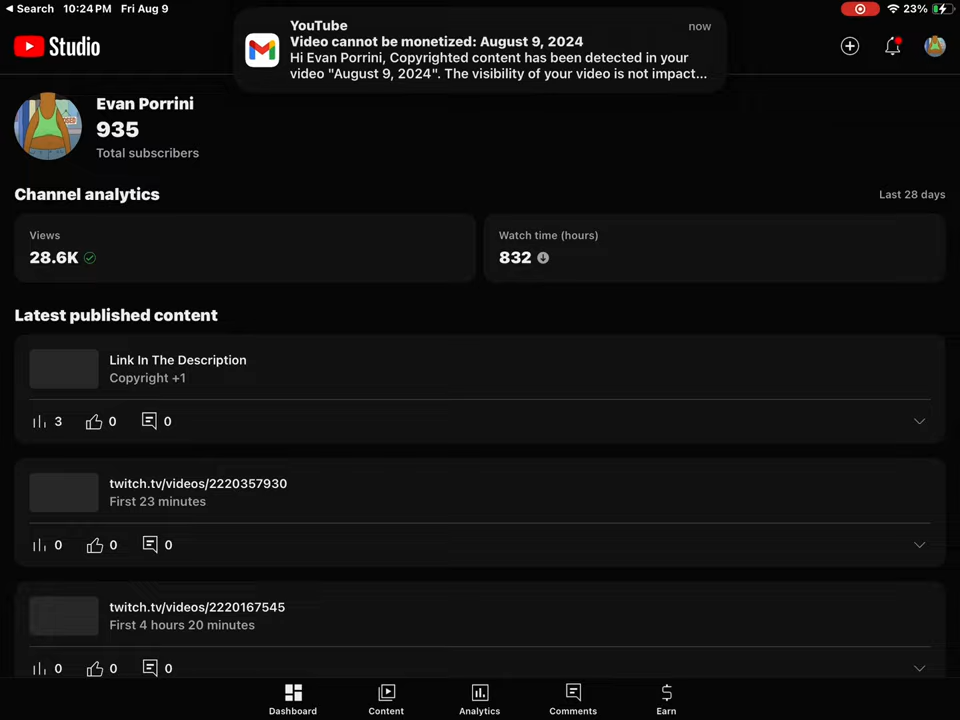 Search 10:24 PM Fri Aug 9
23%
YouTube
now
Video cannot be monetized: August 9, 2024
Hi Evan Porrini, Copyrighted content has been detected in your
video "August 9, 2024". The visibility of your video is not impact...
Studio
Evan Porrini
935
Total subscribers
Channel analytics
Last 28 days
Views
28.6K
Watch time (hours)
832
Latest published content
Link In The Description
Copyright +1
3 0 0
twitch.tv/videos/2220357930
First 23 minutes
0 0 0
twitch.tv/videos/2220167545
First 4 hours 20 minutes
0 0 0
Dashboard Content Analytics Comments Earn